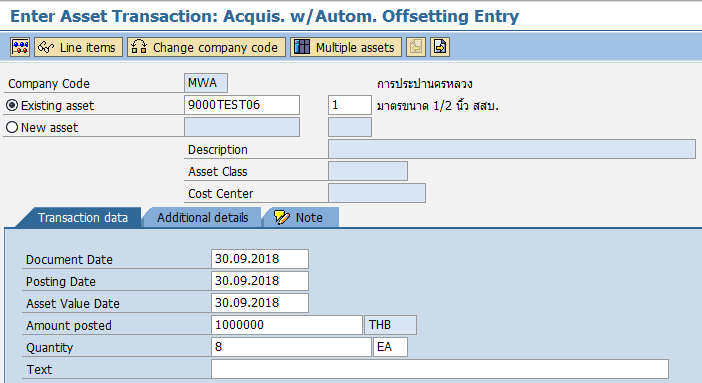 Enter Asset Transaction: Acquis. w/Autom. Offsetting Entry
Line items Change company code Multiple assets
Company Code MWA การประปานครหลวง
Existing asset 9000TEST06 1 มาตรขนาด 1/2 นิ้ว สสบ.
New asset
Description
Asset Class
Cost Center
Transaction data Additional details Note
Document Date 30.09.2018
Posting Date 30.09.2018
Asset Value Date 30.09.2018
Amount posted 1000000 THB
Quantity 8 EA
Text